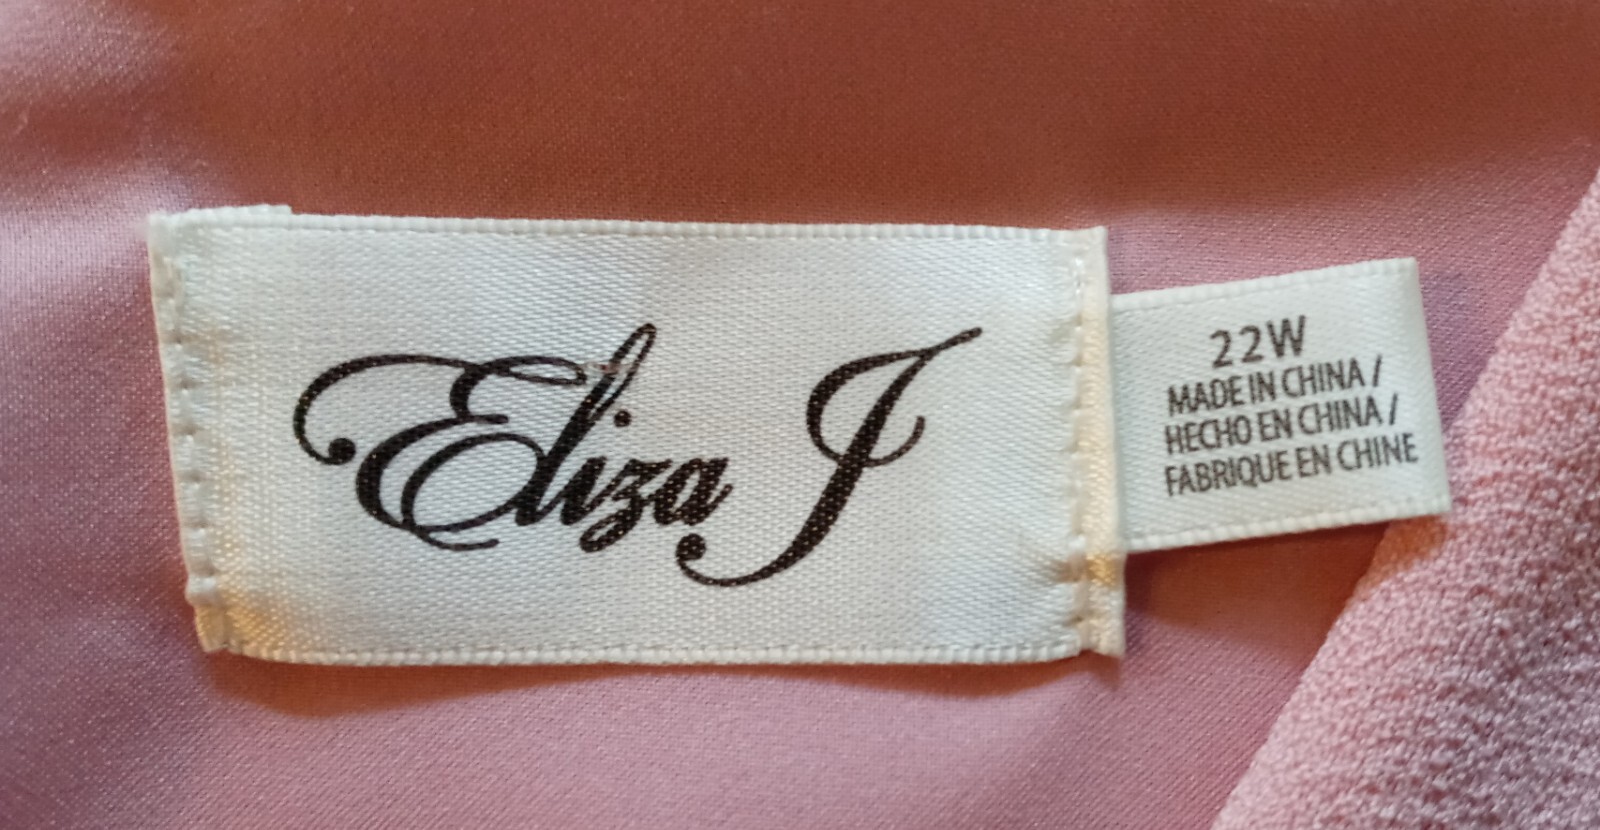 Eliza J
22W
MADE IN CHINA /
HECHO EN CHINA /
FABRIQUE EN CHINE